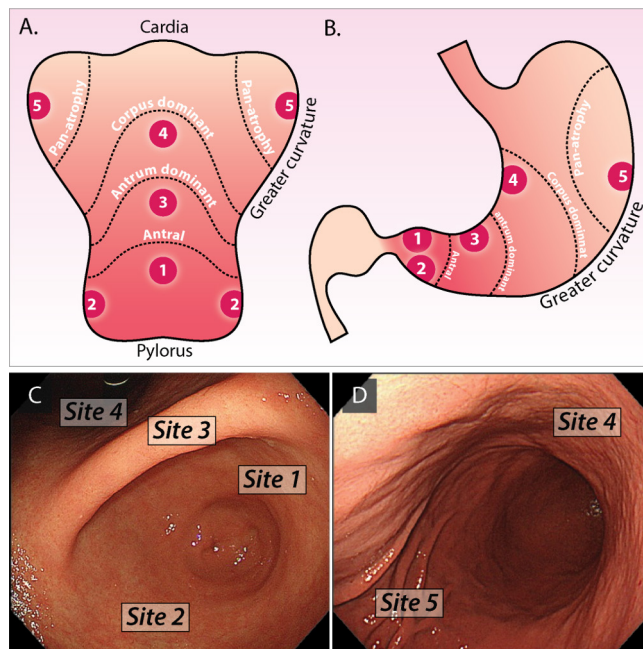 A.
Cardia
5
Pan-atrophy
Corpus dominant
4
Pan-atrophy
5
Antrum dominant
3
Greater curvature
Antral
1
2
2
Pylorus
B.
Pan-atrophy
4
5
Corpus dominnat
1
3
2
Antral
antrum dominant
Greater curvature
C
Site 4
Site 3
Site 1
Site 2
D
Site 4
Site 5